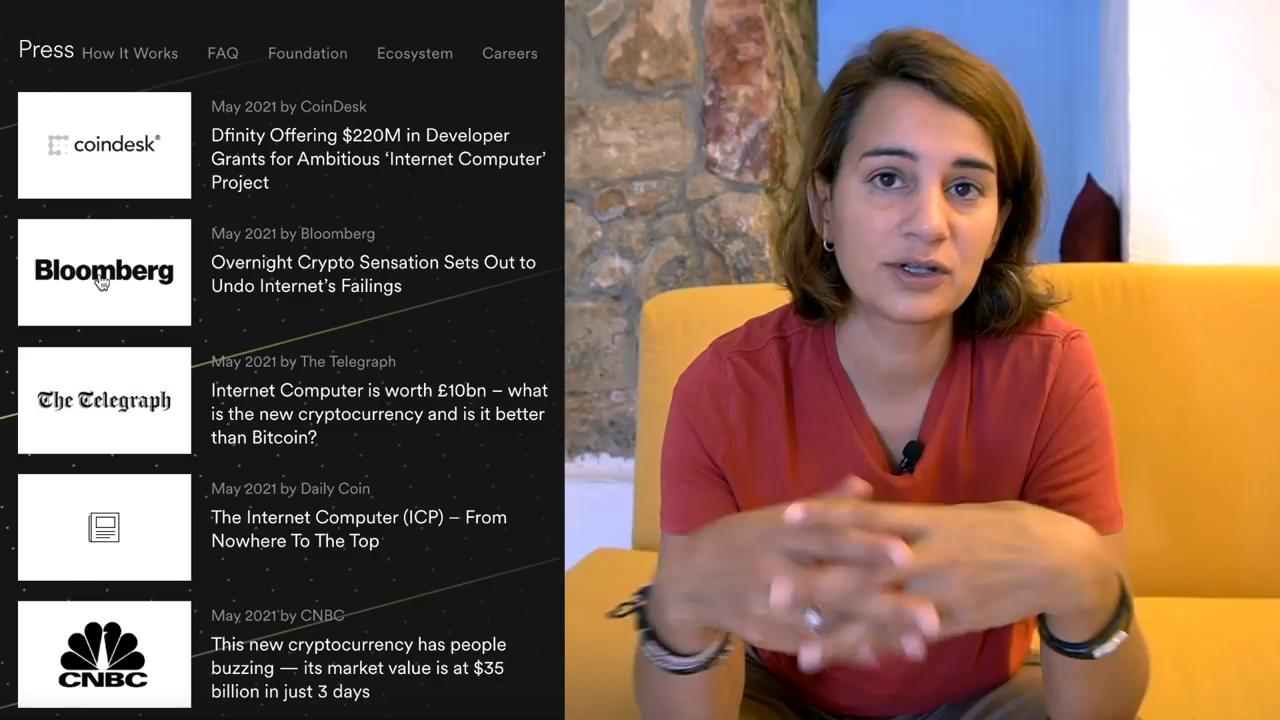 Press How It Works FAQ Foundation Ecosystem Careers
coindesk®
May 2021 by CoinDesk
Dfinity Offering $220M in Developer
Grants for Ambitious ‘Internet Computer’
Project
Bloomberg
May 2021 by Bloomberg
Overnight Crypto Sensation Sets Out to
Undo Internet’s Failings
The Telegraph
May 2021 by The Telegraph
Internet Computer is worth £10bn – what
is the new cryptocurrency and is it better
than Bitcoin?
May 2021 by Daily Coin
The Internet Computer (ICP) – From
Nowhere To The Top
CNBC
May 2021 by CNBC
This new cryptocurrency has people
buzzing — its market value is at $35
billion in just 3 days